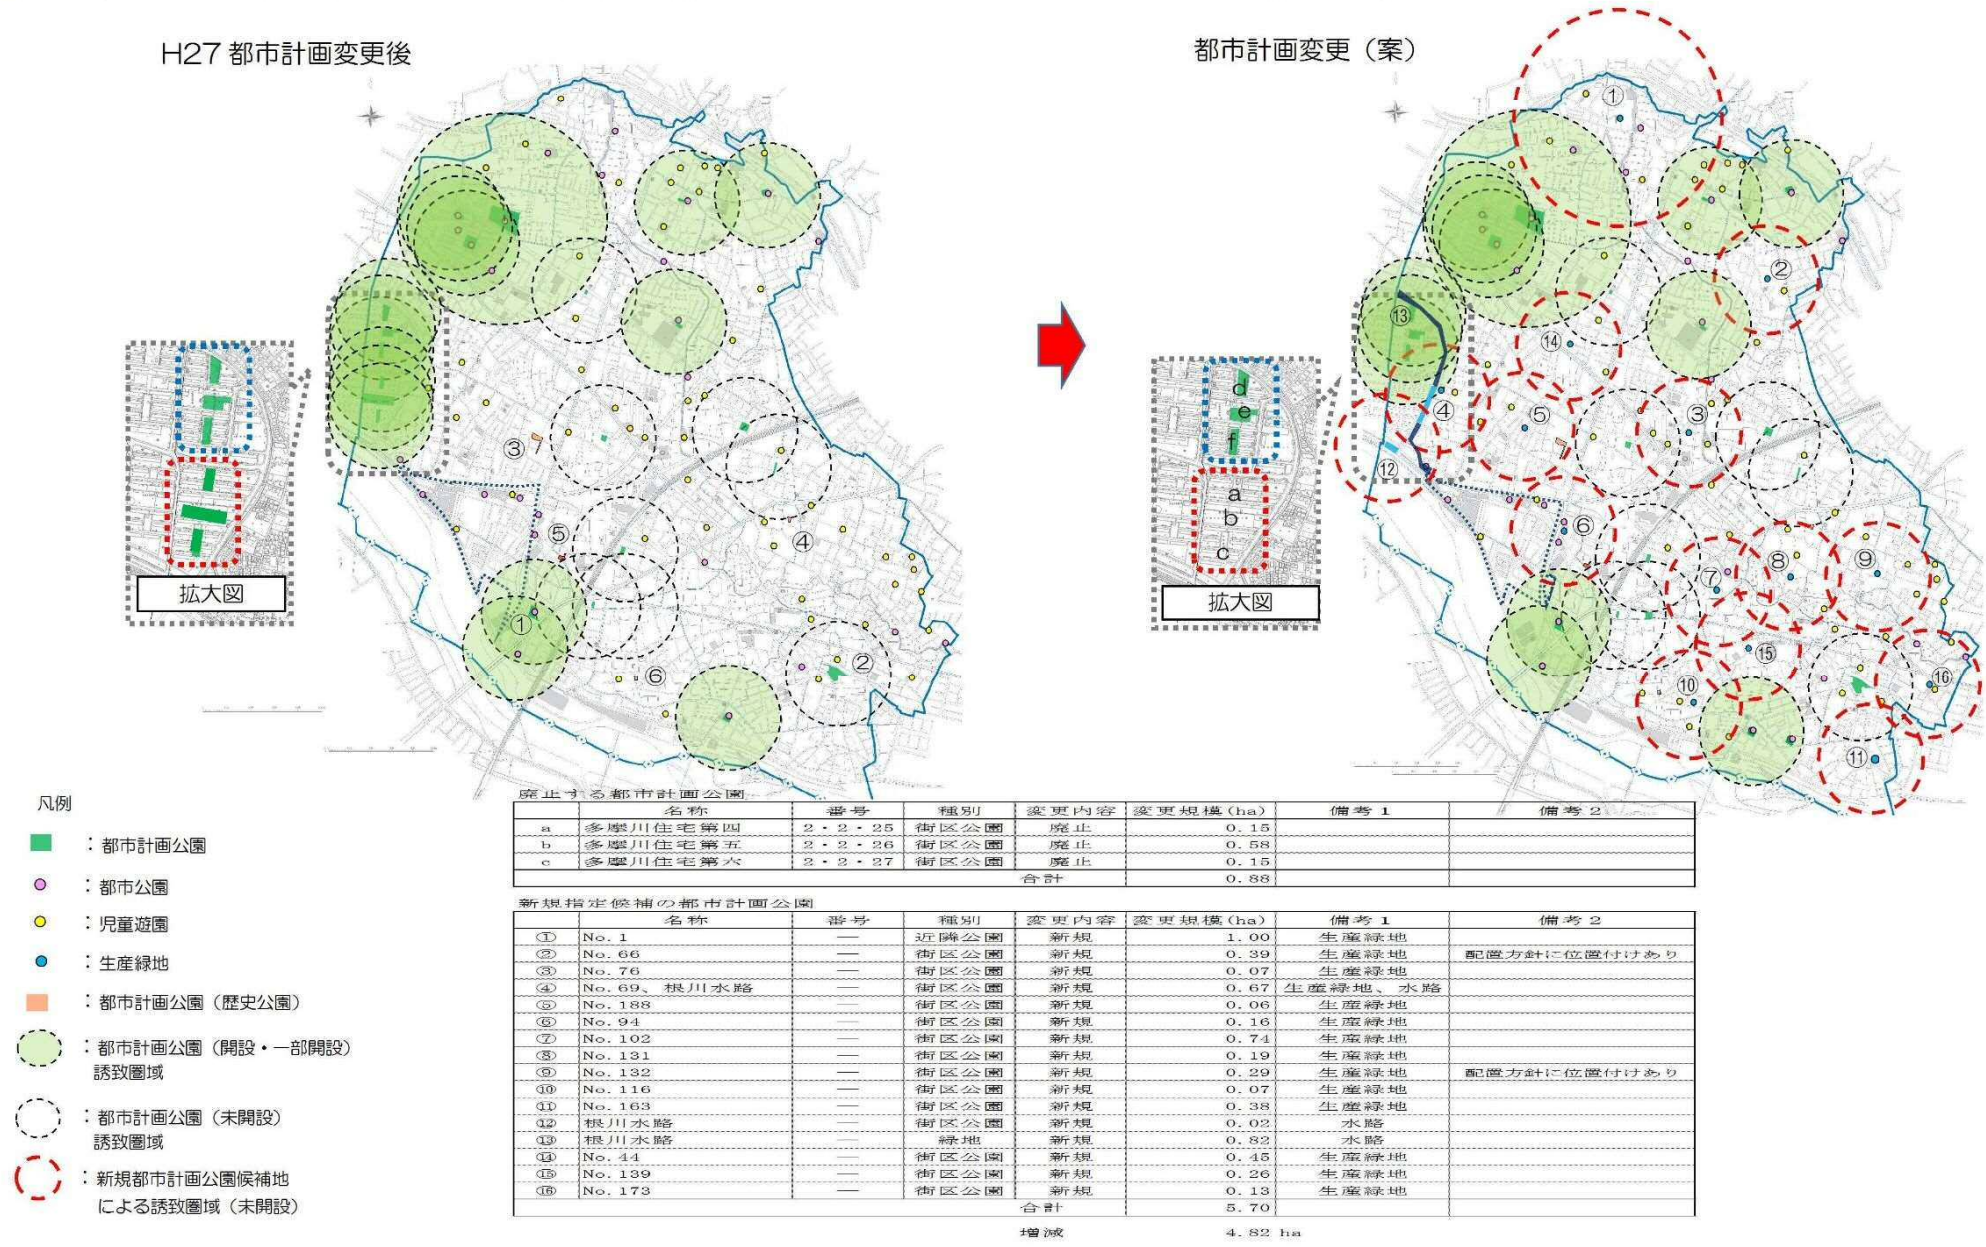 H27 都市計画変更後
都市計画変更（案）
③
⑤
④
①
②
⑥
拡大図
①
②
⑬
⑭
④
⑤
③
⑫
⑥
⑦
⑧
⑨
⑮
⑩
⑯
⑪
d
e
f
a
b
c
拡大図
凡例
：都市計画公園
：都市公園
：児童遊園
：生産緑地
：都市計画公園（歴史公園）
：都市計画公園（開設・一部開設）
誘致圏域
：都市計画公園（未開設）
誘致圏域
：新規都市計画公園候補地
による誘致圏域（未開設）
廃止する都市計画公園
名称 番号 種別 変更内容 変更規模(ha) 備考1 備考2
a 多摩川住宅第四 2・2・25 街区公園 廃止 0.15
b 多摩川住宅第五 2・2・26 街区公園 廃止 0.58
c 多摩川住宅第六 2・2・27 街区公園 廃止 0.15
合計 0.88
新規指定候補の都市計画公園
名称 番号 種別 変更内容 変更規模(ha) 備考1 備考2
① No.1 — 近隣公園 新規 1.00 生産緑地
② No.66 — 街区公園 新規 0.39 生産緑地 配置方針に位置付けあり
③ No.76 — 街区公園 新規 0.07 生産緑地
④ No.69、根川水路 — 街区公園 新規 0.67 生産緑地、水路
⑤ No.188 — 街区公園 新規 0.06 生産緑地
⑥ No.94 — 街区公園 新規 0.16 生産緑地
⑦ No.102 — 街区公園 新規 0.74 生産緑地
⑧ No.131 — 街区公園 新規 0.19 生産緑地
⑨ No.132 — 街区公園 新規 0.29 生産緑地 配置方針に位置付けあり
⑩ No.116 — 街区公園 新規 0.07 生産緑地
⑪ No.163 — 街区公園 新規 0.38 生産緑地
⑫ 根川水路 — 街区公園 新規 0.02 水路
⑬ 根川水路 — 緑地 新規 0.82 水路
⑭ No.44 — 街区公園 新規 0.45 生産緑地
⑮ No.139 — 街区公園 新規 0.26 生産緑地
⑯ No.173 — 街区公園 新規 0.13 生産緑地
合計 5.70
増減 4.82 ha